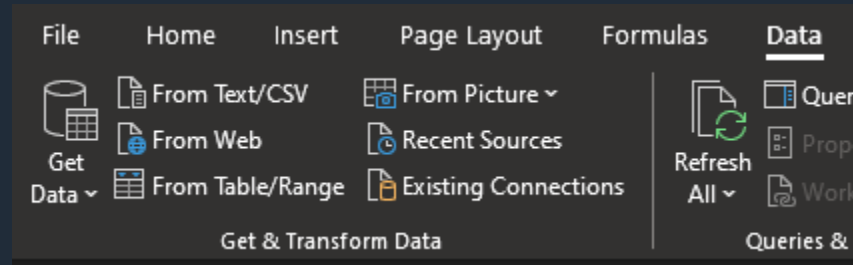 File Home Insert Page Layout Formulas Data
From Text/CSV
From Web
From Table/Range
Get
Data
From Picture
Recent Sources
Existing Connections
Get & Transform Data
Refresh
All
Queries &